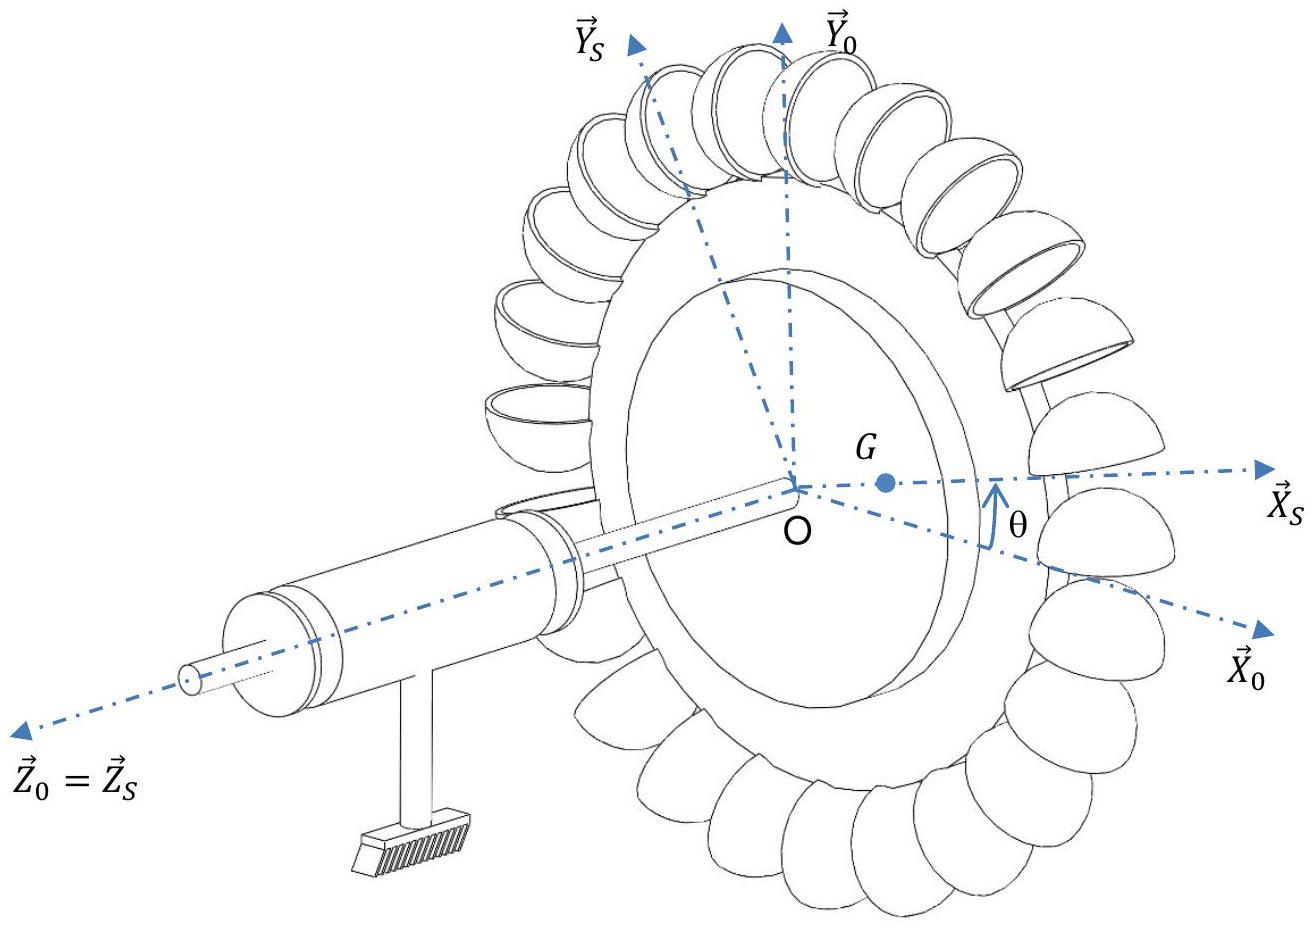 $\vec{Y}_S$
$\vec{Y}_0$
G
$\vec{X}_S$
O
θ
$\vec{X}_0$
$\vec{Z}_0 = \vec{Z}_S$